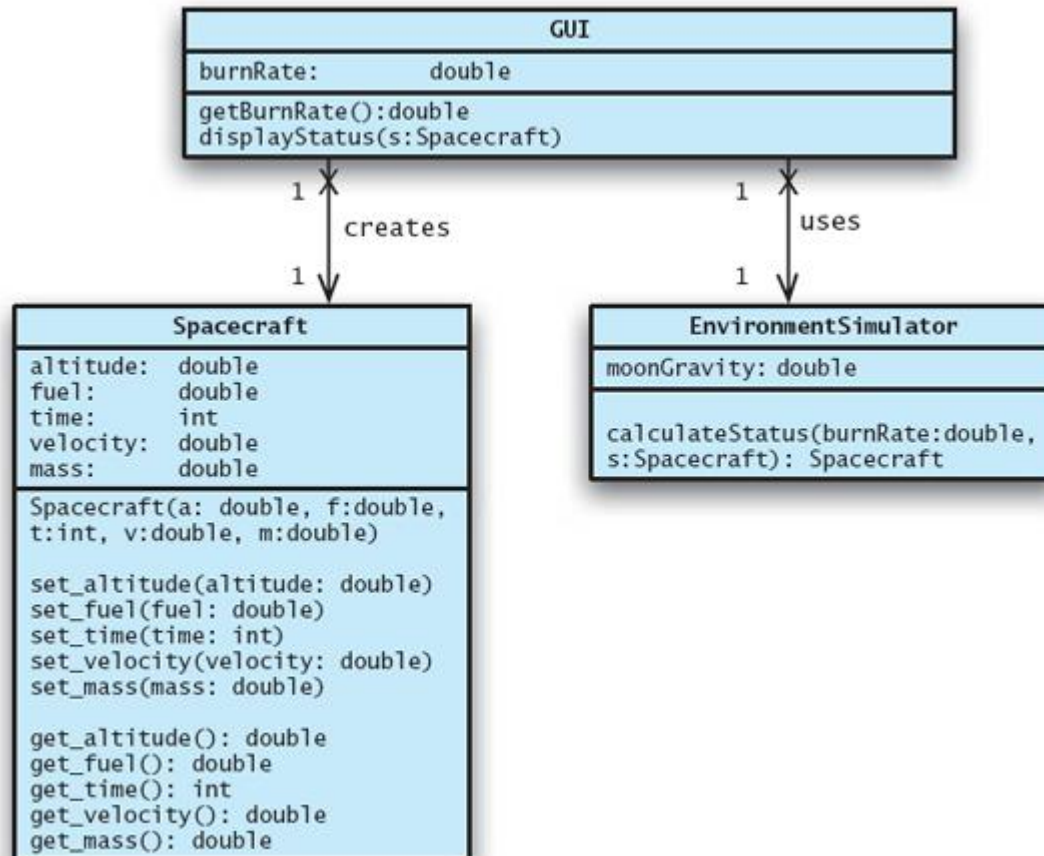 GUI
burnRate: double
getBurnRate():double
displayStatus(s:Spacecraft)
1
1
creates
uses
1
1
Spacecraft
altitude: double
fuel: double
time: int
velocity: double
mass: double
Spacecraft(a: double, f:double,
t:int, v:double, m:double)
set_altitude(altitude: double)
set_fuel(fuel: double)
set_time(time: int)
set_velocity(velocity: double)
set_mass(mass: double)
get_altitude(): double
get_fuel(): double
get_time(): int
get_velocity(): double
get_mass(): double
EnvironmentSimulator
moonGravity: double
calculateStatus(burnRate:double,
s:Spacecraft): Spacecraft